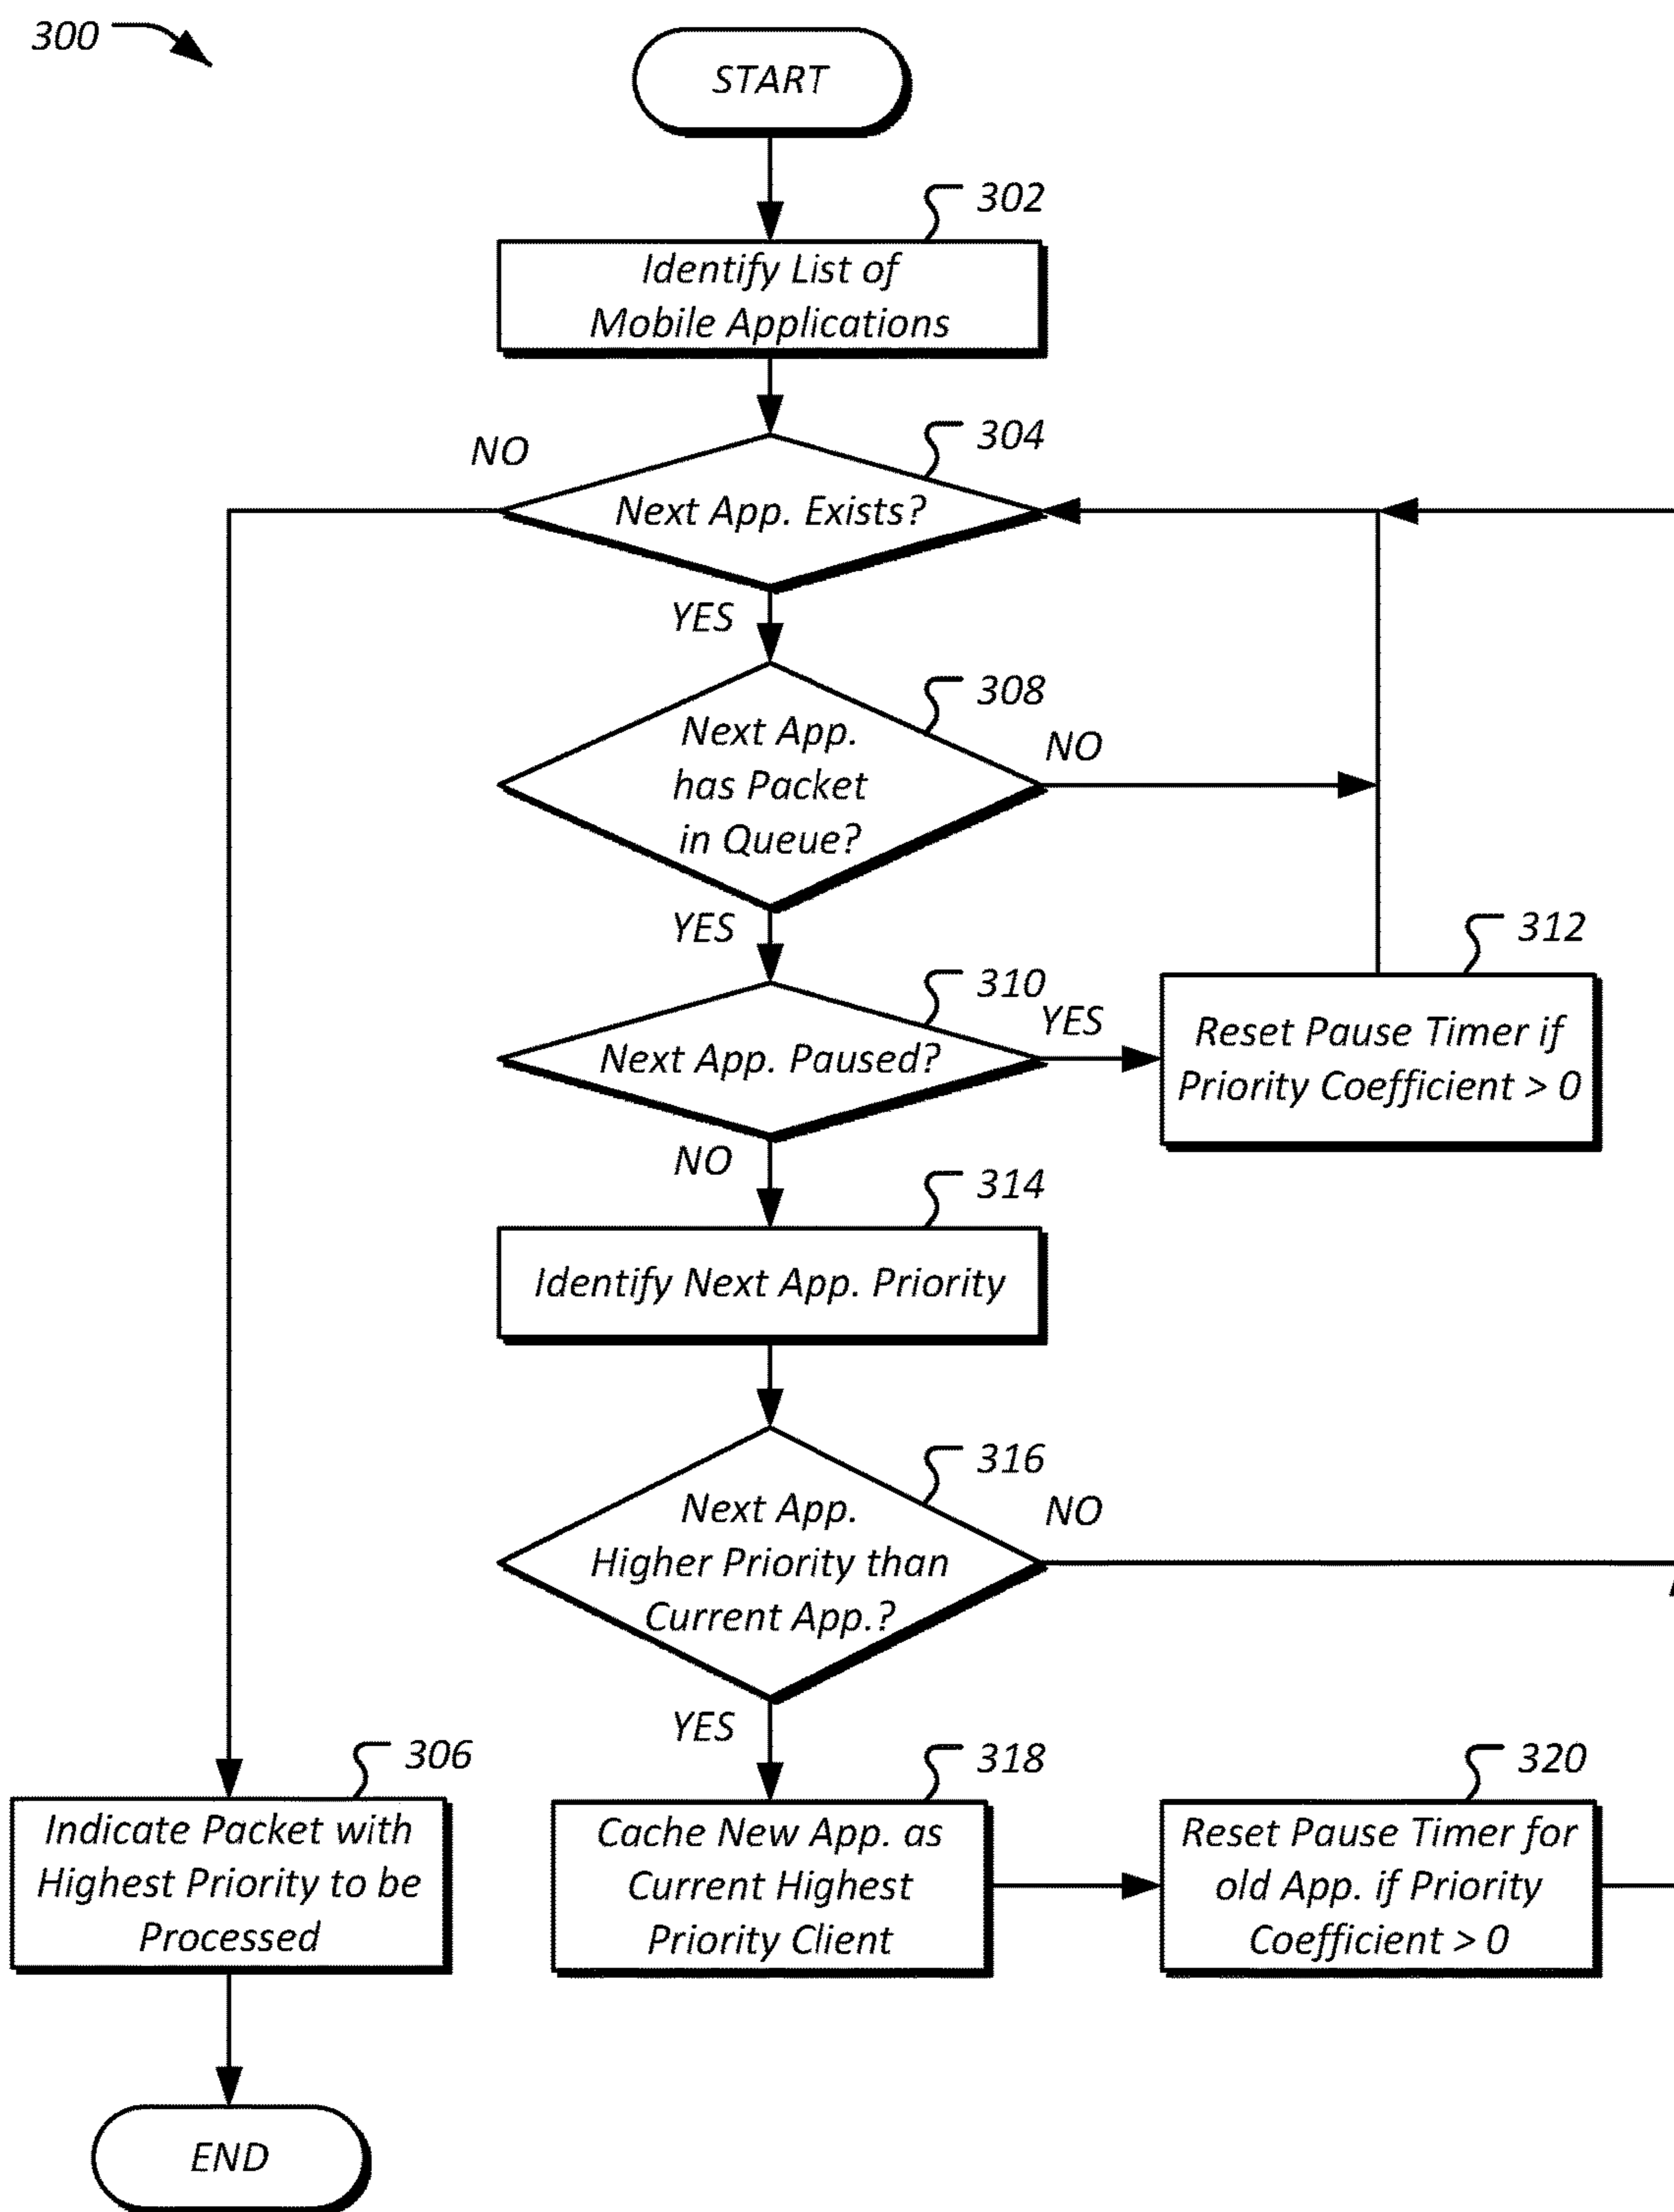 300
START
302
Identify List of
Mobile Applications
304
NO
Next App. Exists?
YES
308
Next App.
has Packet
in Queue?
NO
YES
310
Next App. Paused?
YES
312
Reset Pause Timer if
Priority Coefficient > 0
NO
314
Identify Next App. Priority
316
Next App.
Higher Priority than
Current App.?
NO
YES
306
Indicate Packet with
Highest Priority to be
Processed
318
Cache New App. as
Current Highest
Priority Client
320
Reset Pause Timer for
old App. if Priority
Coefficient > 0
END